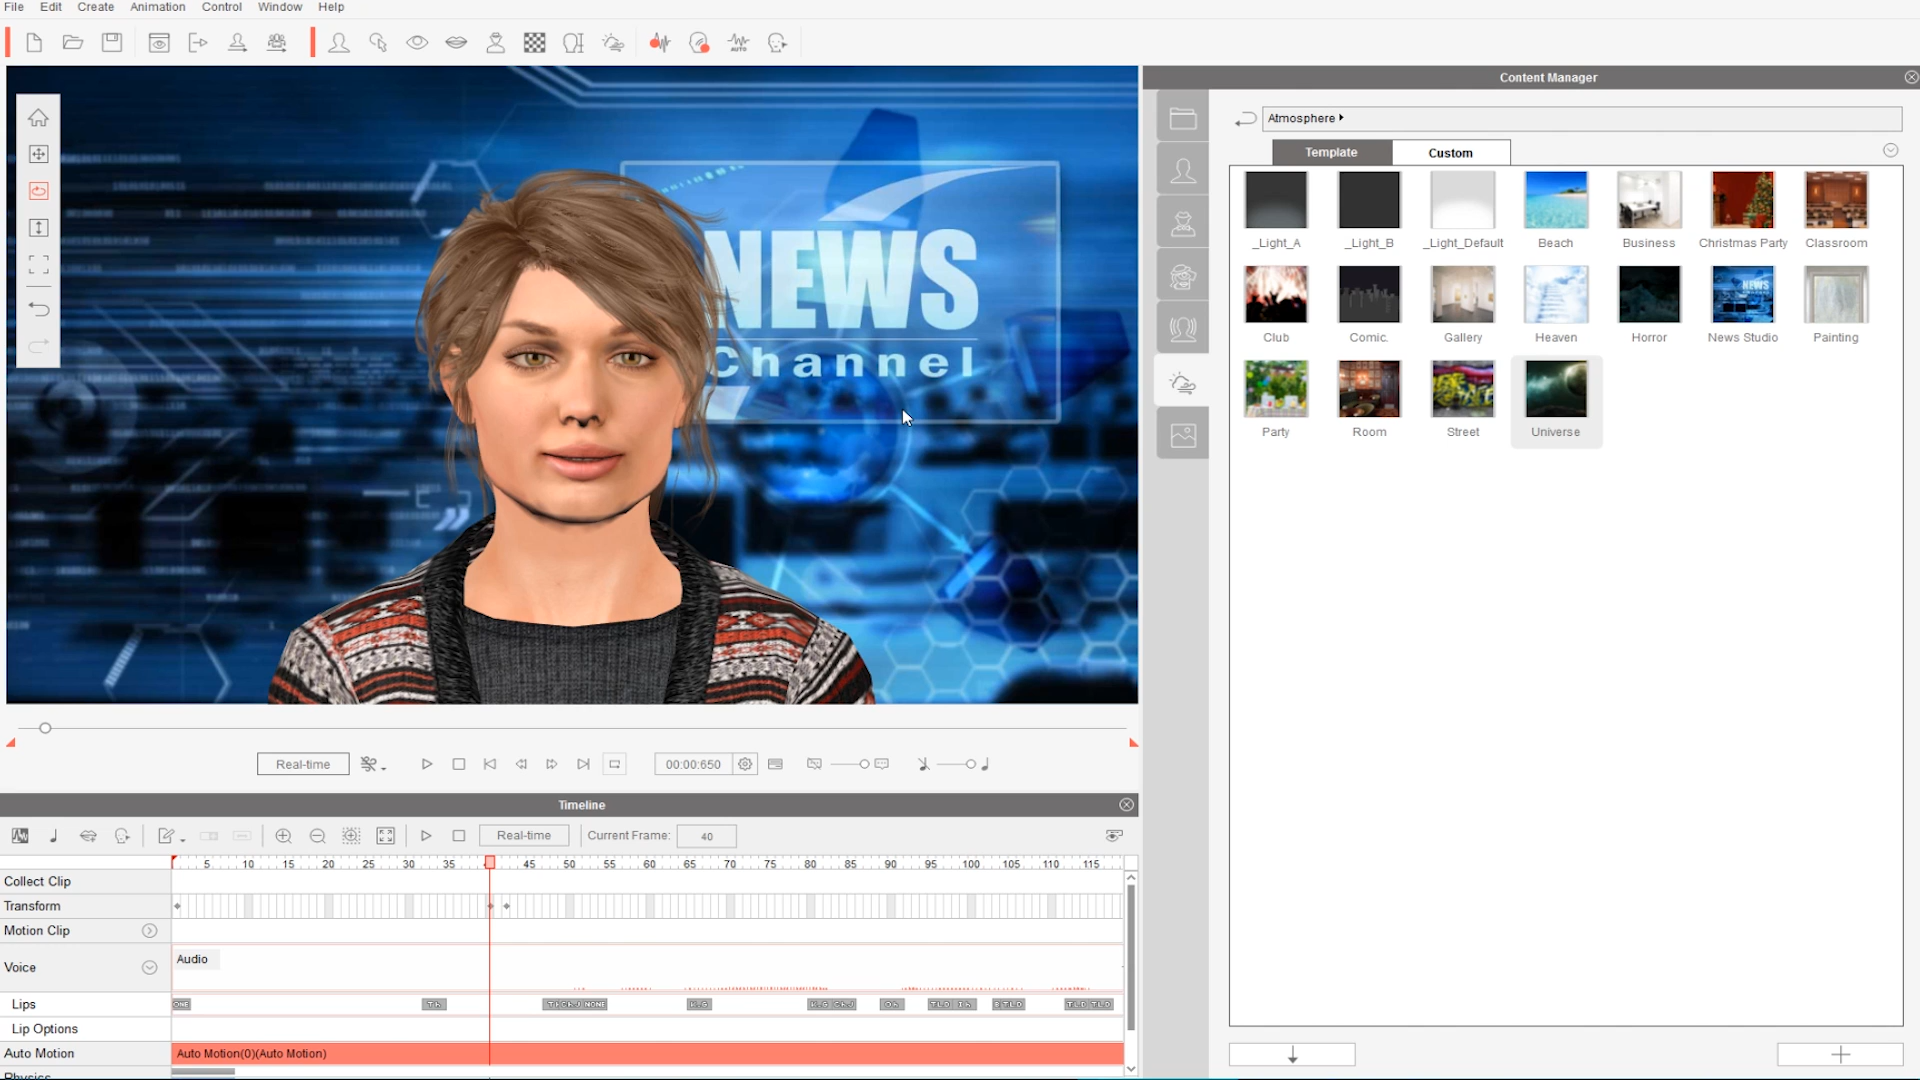 File Edit Create Animation Control Window Help
AUTO
Content Manager
Atmosphere
Template Custom
_Light_A _Light_B _Light_Default Beach Business Christmas Party Classroom
Club Comic. Gallery Heaven Horror News Studio Painting
Party Room Street Universe
NEWS
Channel
Real-time 00:00:650
Timeline
Real-time Current Frame: 40
5 10 15 20 25 30 35 45 50 55 60 65 70 75 80 85 90 95 100 105 110 115
Collect Clip
Transform
Motion Clip
Voice Audio
Lips
Lip Options
Auto Motion Auto Motion(0)(Auto Motion)
Physics